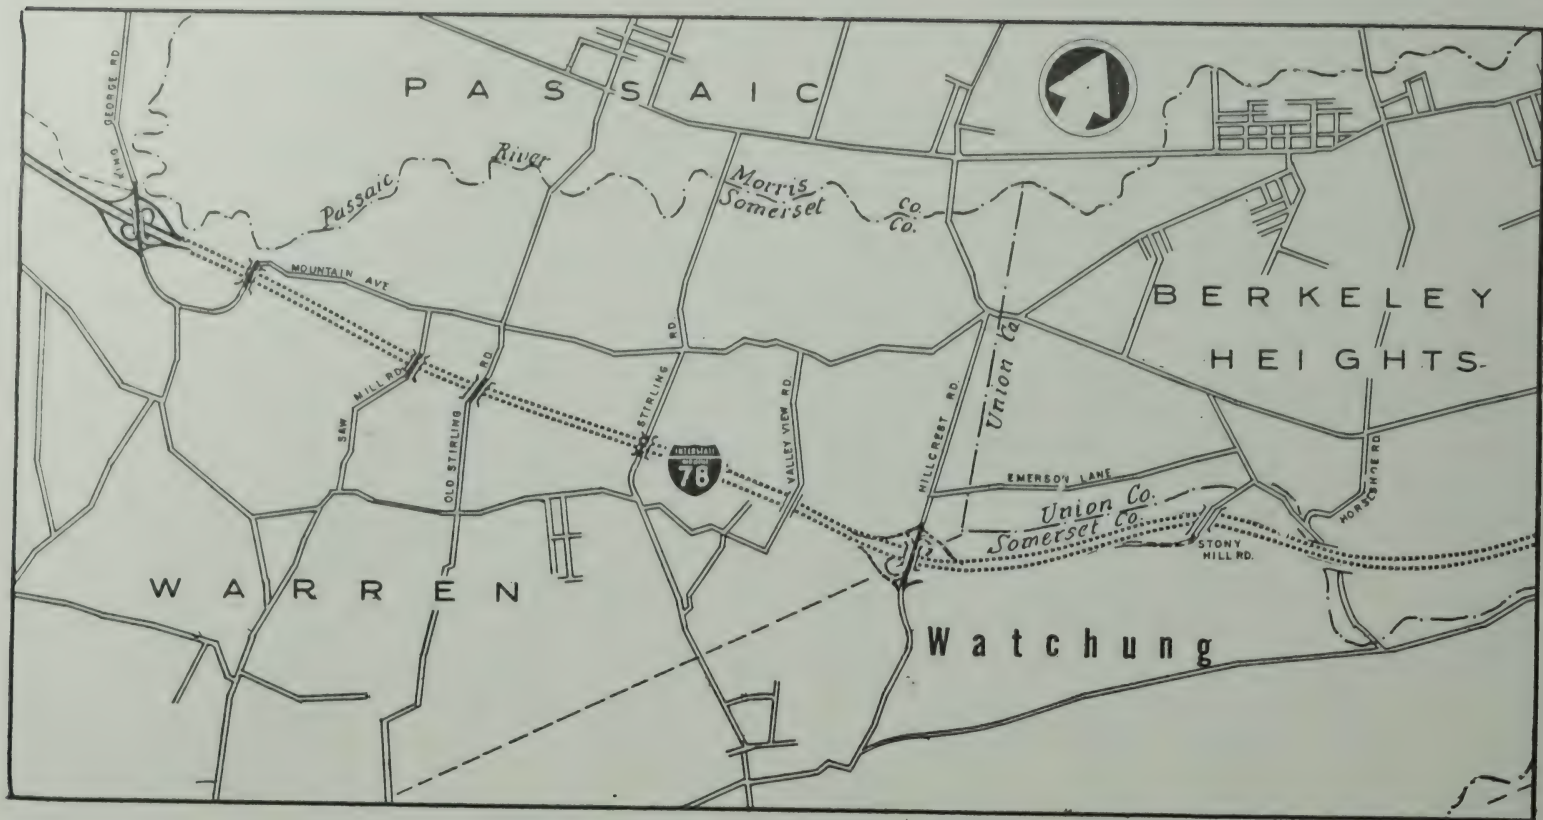 KING GEORGE RD
PASSAIC
Passaic River
Morris Co.
Somerset Co.
MOUNTAIN AVE
SAW MILL RD
OLD STIRLING RD
STIRLING RD
INTERSTATE
78
VALLEY VIEW RD.
HILLCREST RD.
Union Co.
BERKELEY
HEIGHTS
EMERSON LANE
Union Co.
Somerset Co.
STONY
HILL RD.
HORSESHOE RD
WARREN
Watchung